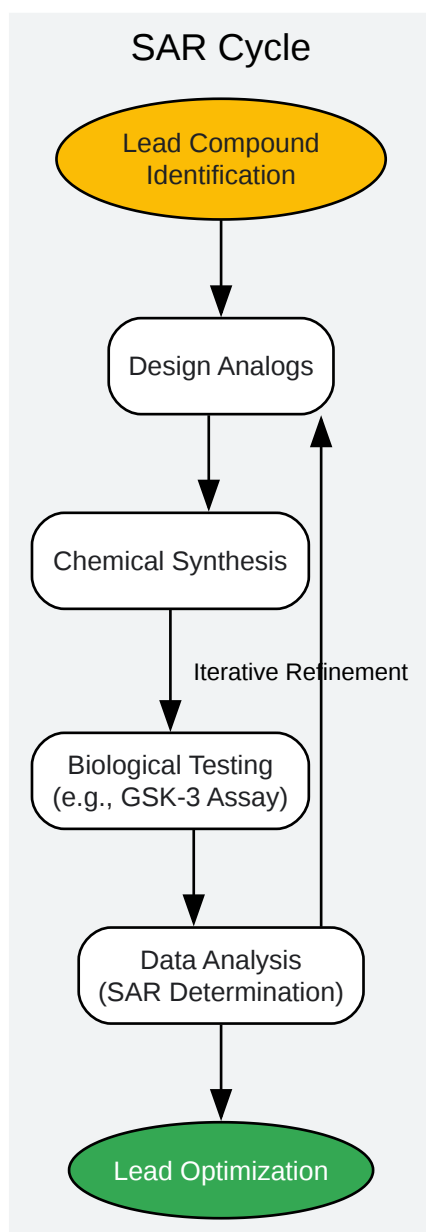 SAR Cycle
Lead Compound
Identification
Design Analogs
Chemical Synthesis
Iterative Refinement
Biological Testing
(e.g., GSK-3 Assay)
Data Analysis
(SAR Determination)
Lead Optimization